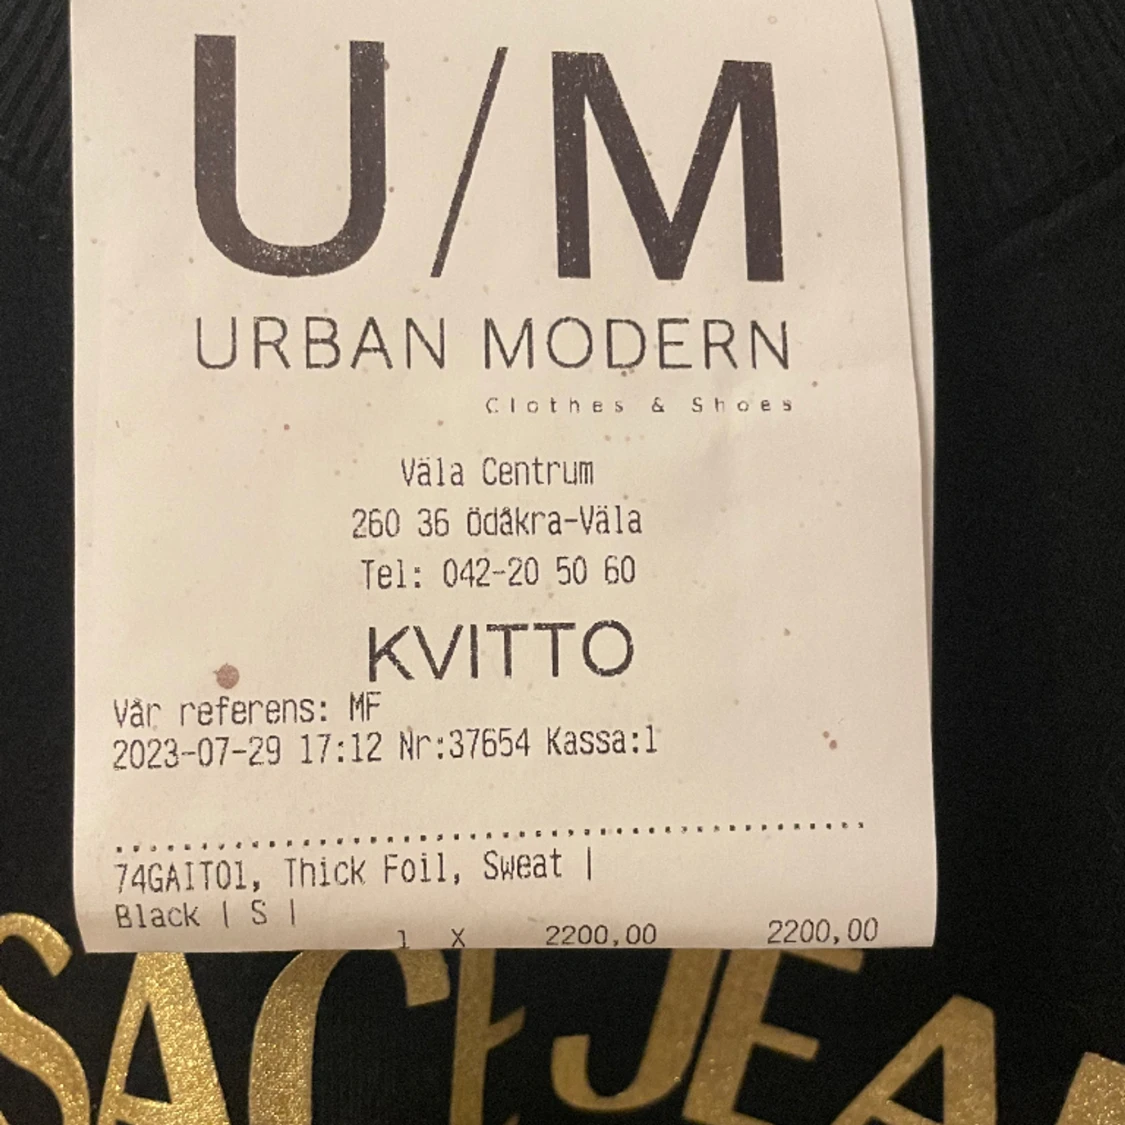 U/M
URBAN MODERN
Clothes & Shoes
Väla Centrum
260 36 Ödåkra-Väla
Tel: 042-20 50 60
KVITTO
Vår referens: MF
2023-07-29 17:12 Nr:37654 Kassa:1
74GAIT01, Thick Foil, Sweat |
Black | S |
1 X 2200,00 2200,00